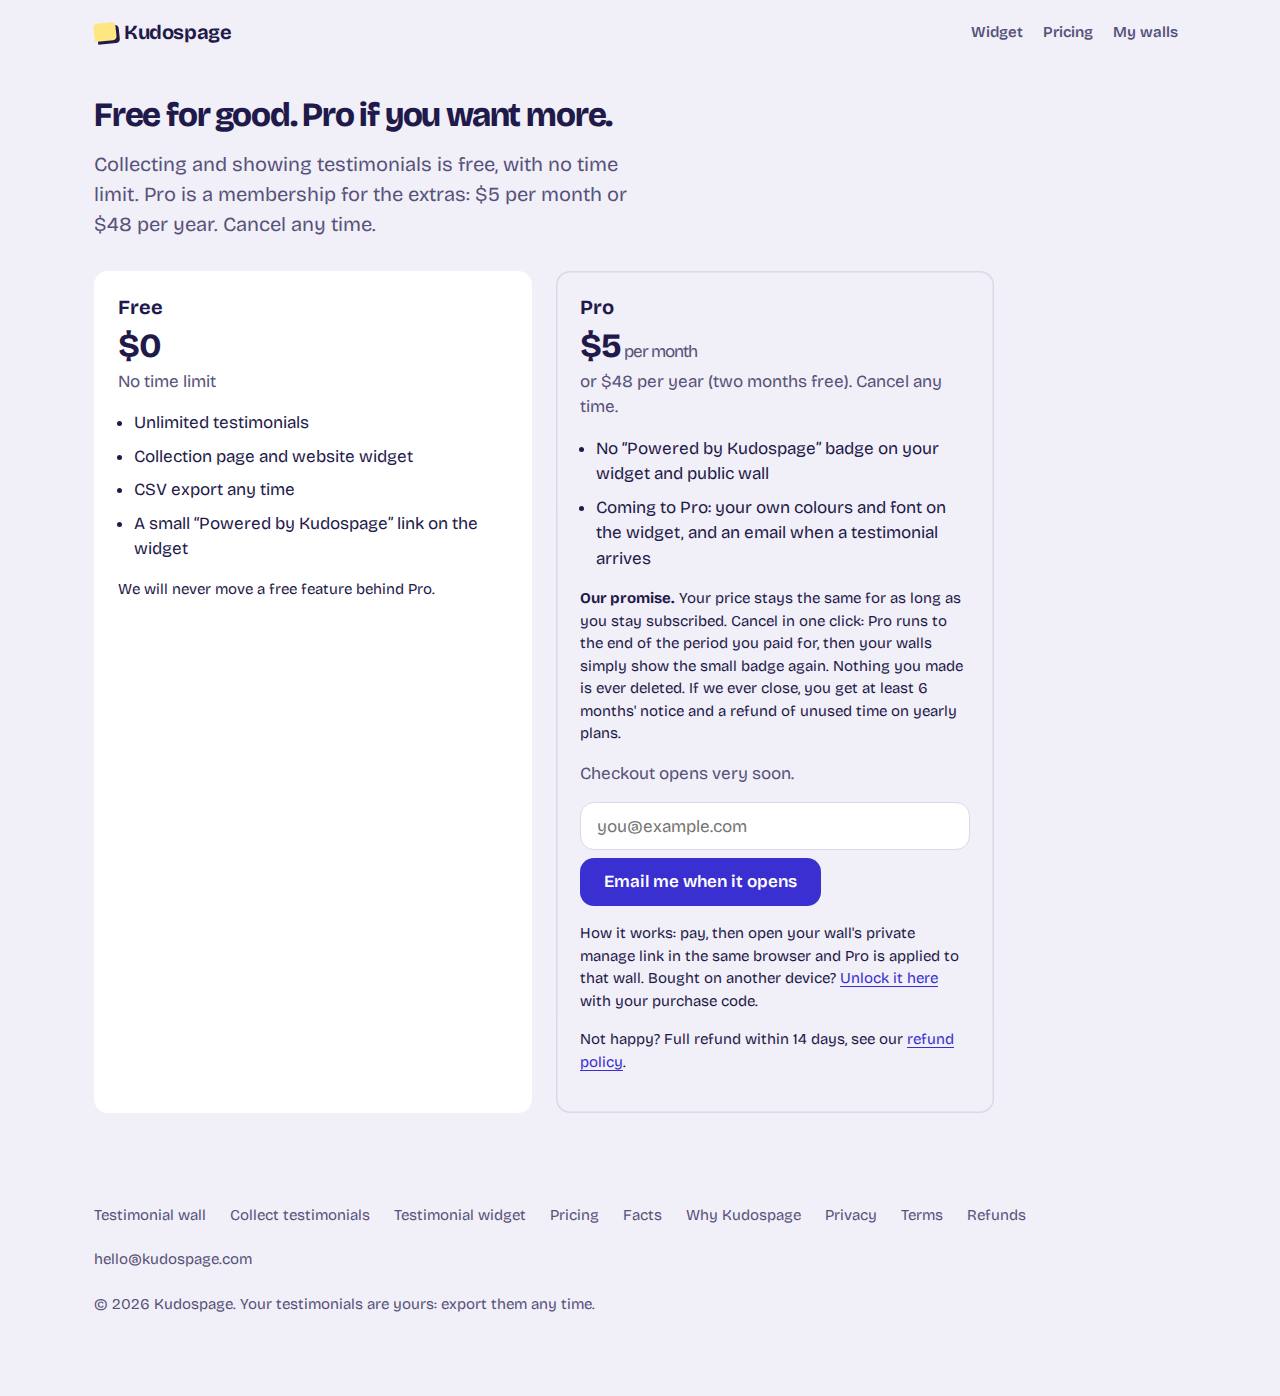 Kudospage
Widget Pricing My walls
Free for good. Pro if you want more.
Collecting and showing testimonials is free, with no time
limit. Pro is a membership for the extras: $5 per month or
$48 per year. Cancel any time.
Free
$0
No time limit
Unlimited testimonials
Collection page and website widget
CSV export any time
A small “Powered by Kudospage” link on the
widget
We will never move a free feature behind Pro.
Pro
$5 per month
or $48 per year (two months free). Cancel any
time.
No “Powered by Kudospage” badge on your
widget and public wall
Coming to Pro: your own colours and font on
the widget, and an email when a testimonial
arrives
Our promise. Your price stays the same for as long as
you stay subscribed. Cancel in one click: Pro runs to
the end of the period you paid for, then your walls
simply show the small badge again. Nothing you made
is ever deleted. If we ever close, you get at least 6
months' notice and a refund of unused time on yearly
plans.
Checkout opens very soon.
you@example.com
Email me when it opens
How it works: pay, then open your wall's private
manage link in the same browser and Pro is applied to
that wall. Bought on another device? Unlock it here
with your purchase code.
Not happy? Full refund within 14 days, see our refund
policy.
Testimonial wall Collect testimonials Testimonial widget Pricing Facts Why Kudospage Privacy Terms Refunds
hello@kudospage.com
© 2026 Kudospage. Your testimonials are yours: export them any time.